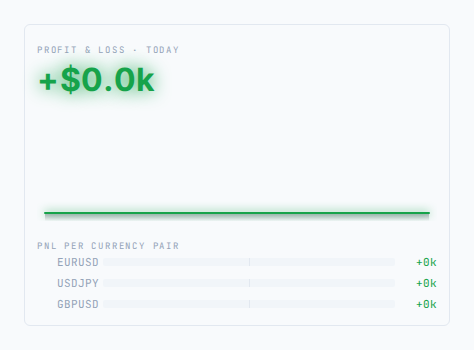 PROFIT & LOSS · TODAY
+$0.0k
PNL PER CURRENCY PAIR
EURUSD +0k
USDJPY +0k
GBPUSD +0k